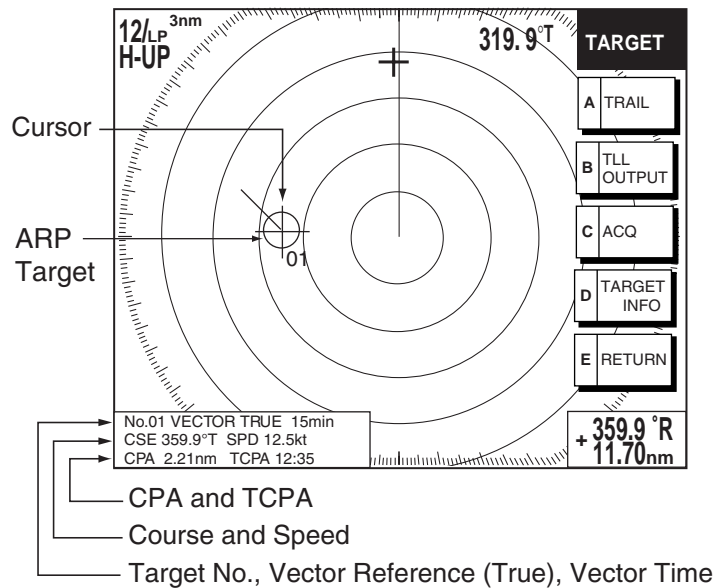 12/LP 3nm
H-UP
319.9°T
TARGET
A TRAIL
B TLL
OUTPUT
C ACQ
D TARGET
INFO
E RETURN
Cursor
ARP
Target
01
No.01 VECTOR TRUE 15min
CSE 359.9°T SPD 12.5kt
CPA 2.21nm TCPA 12:35
+ 359.9 °R
11.70nm
CPA and TCPA
Course and Speed
Target No., Vector Reference (True), Vector Time